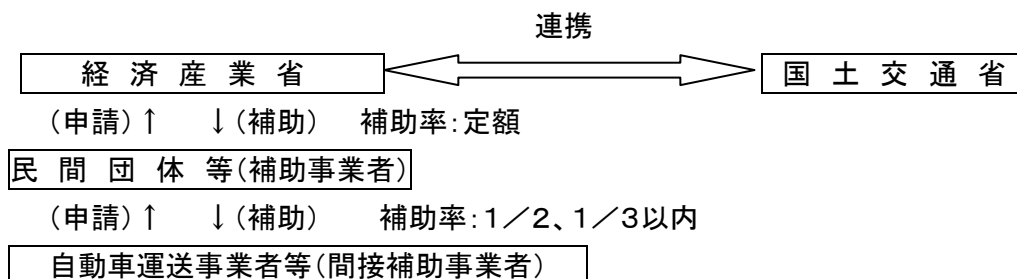 連携
経 済 産 業 省 国 土 交 通 省
(申請)↑ ↓(補助) 補助率:定額
民 間 団 体 等(補助事業者)
(申請)↑ ↓(補助) 補助率:1/2、1/3以内
自動車運送事業者等(間接補助事業者)